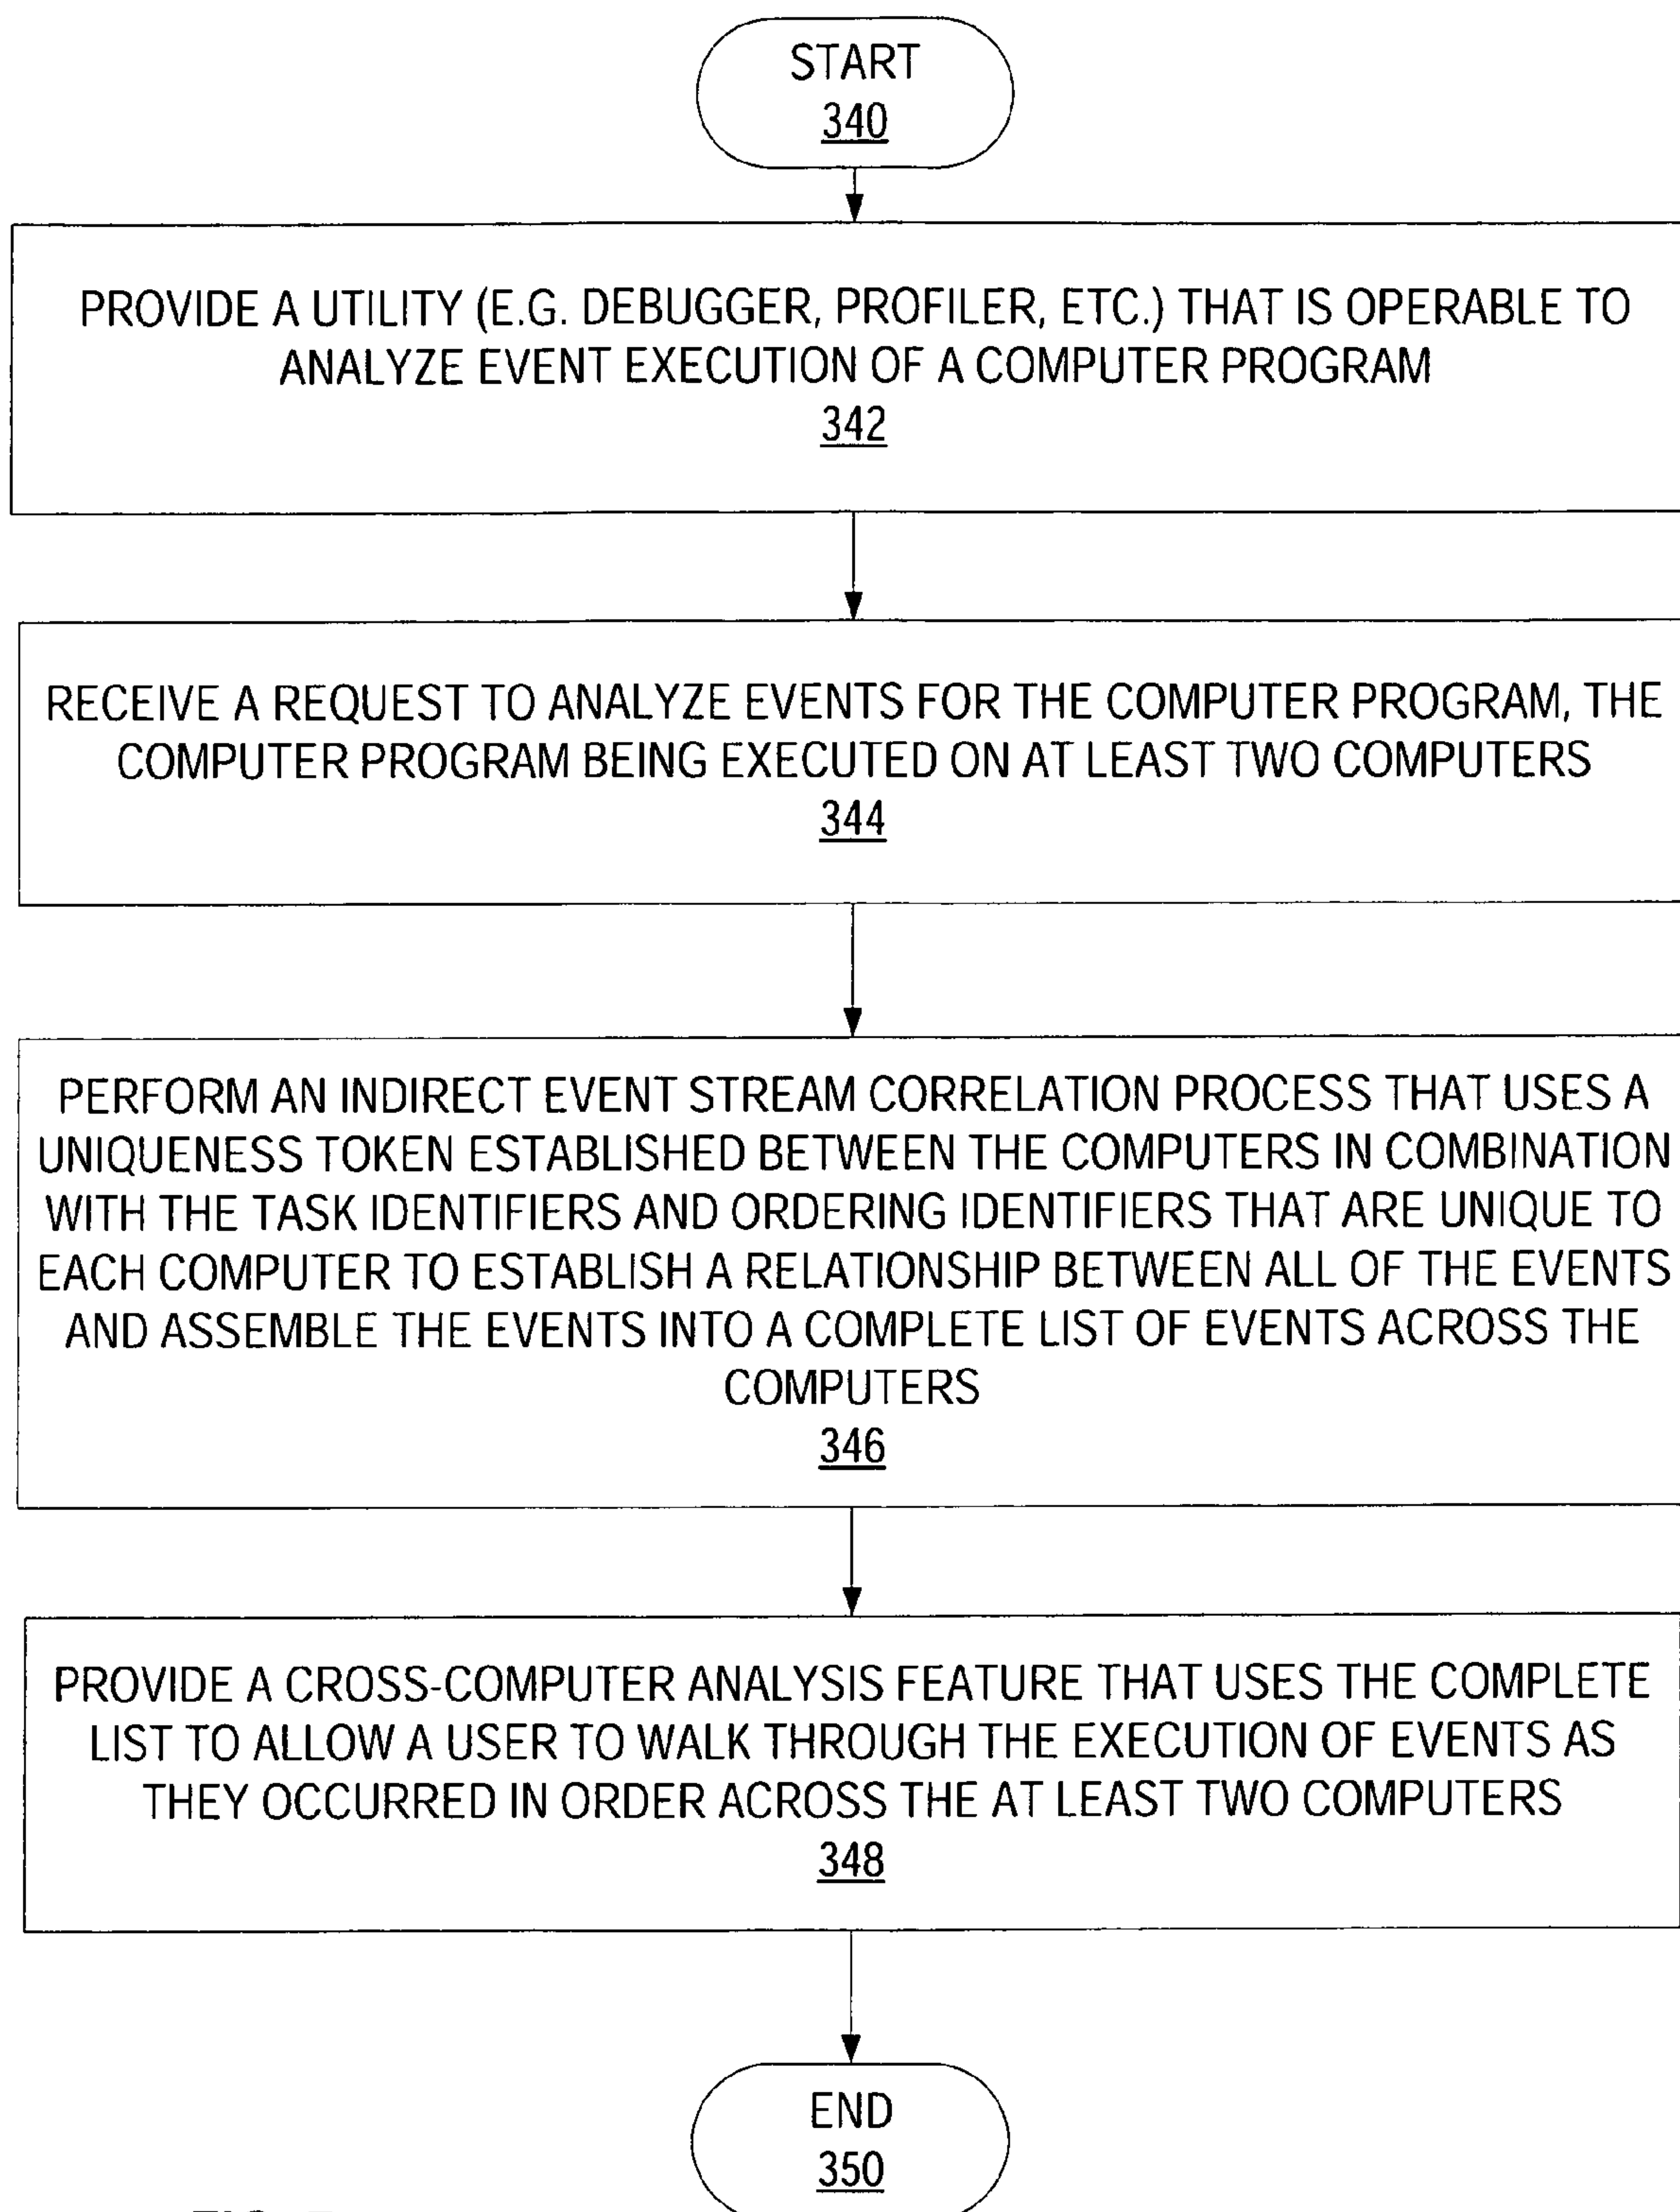 START
340
PROVIDE A UTILITY (E.G. DEBUGGER, PROFILER, ETC.) THAT IS OPERABLE TO
ANALYZE EVENT EXECUTION OF A COMPUTER PROGRAM
342
RECEIVE A REQUEST TO ANALYZE EVENTS FOR THE COMPUTER PROGRAM, THE
COMPUTER PROGRAM BEING EXECUTED ON AT LEAST TWO COMPUTERS
344
PERFORM AN INDIRECT EVENT STREAM CORRELATION PROCESS THAT USES A
UNIQUENESS TOKEN ESTABLISHED BETWEEN THE COMPUTERS IN COMBINATION
WITH THE TASK IDENTIFIERS AND ORDERING IDENTIFIERS THAT ARE UNIQUE TO
EACH COMPUTER TO ESTABLISH A RELATIONSHIP BETWEEN ALL OF THE EVENTS
AND ASSEMBLE THE EVENTS INTO A COMPLETE LIST OF EVENTS ACROSS THE
COMPUTERS
346
PROVIDE A CROSS-COMPUTER ANALYSIS FEATURE THAT USES THE COMPLETE
LIST TO ALLOW A USER TO WALK THROUGH THE EXECUTION OF EVENTS AS
THEY OCCURRED IN ORDER ACROSS THE AT LEAST TWO COMPUTERS
348
END
350